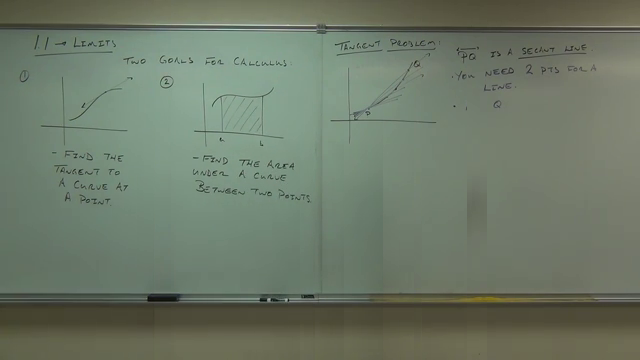 1.1 → LIMITS
TWO GOALS FOR CALCULUS:
①
②
a
b
- FIND THE
TANGENT TO
A CURVE AT
A POINT.
- FIND THE AREA
UNDER A CURVE
BETWEEN TWO POINTS.
TANGENT PROBLEM:
Q
P
PQ IS A SECANT LINE
· YOU NEED 2 PTS FOR A
LINE.
· Q